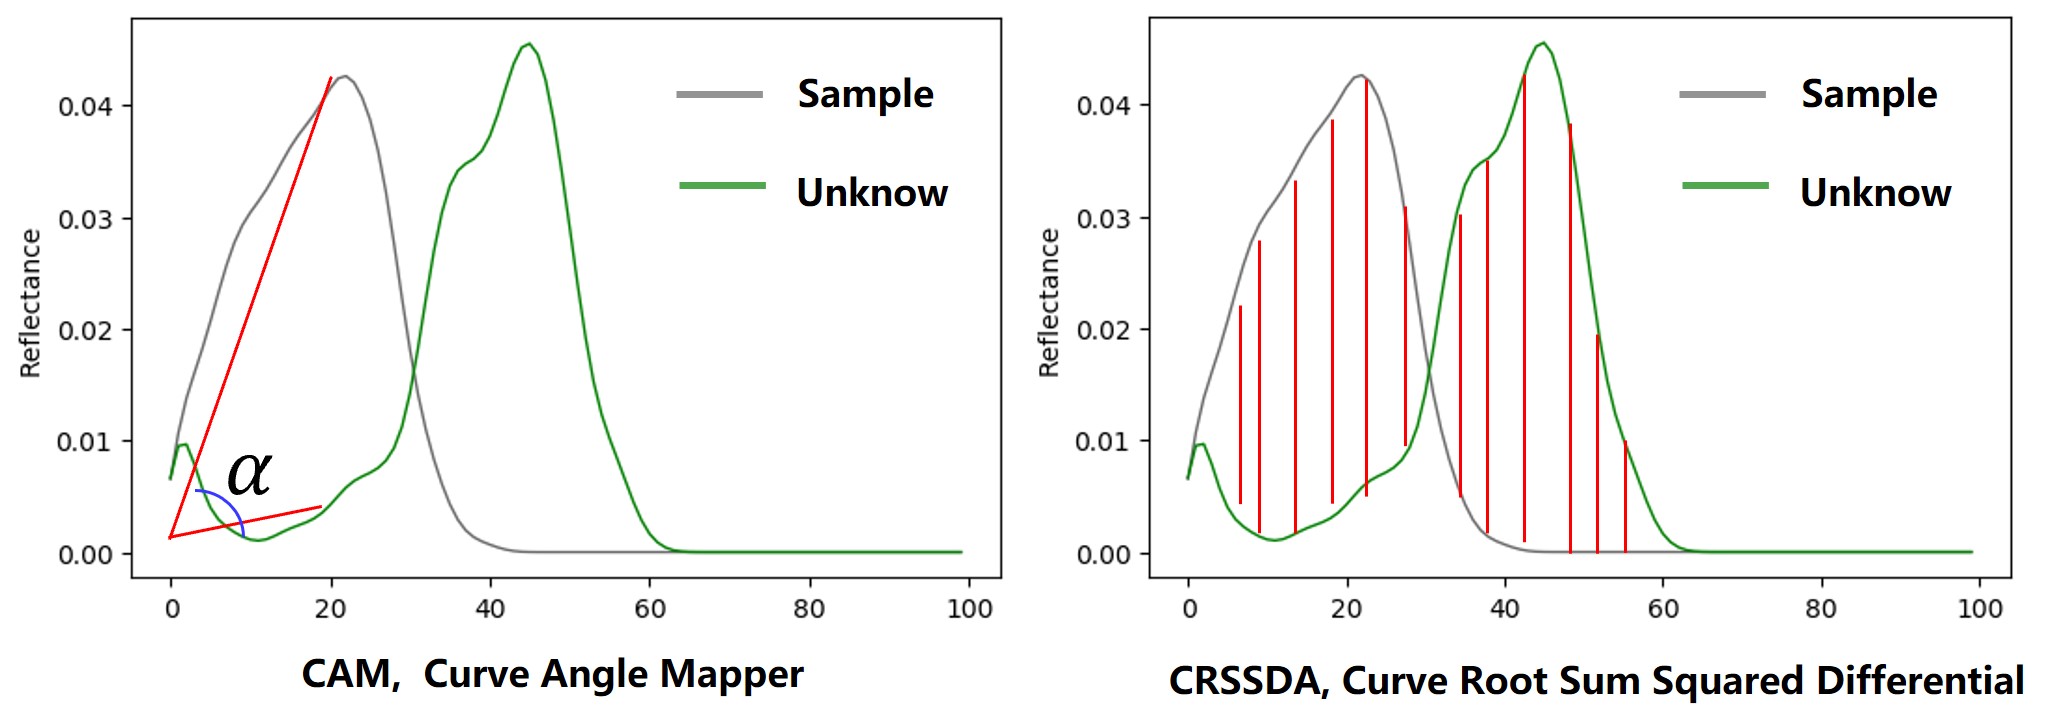 Reflectance
0.04
0.03
0.02
0.01
0.00
0 20 40 60 80 100
Sample
Unknow
α
CAM, Curve Angle Mapper
Reflectance
0.04
0.03
0.02
0.01
0.00
0 20 40 60 80 100
Sample
Unknow
CRSSDA, Curve Root Sum Squared Differential